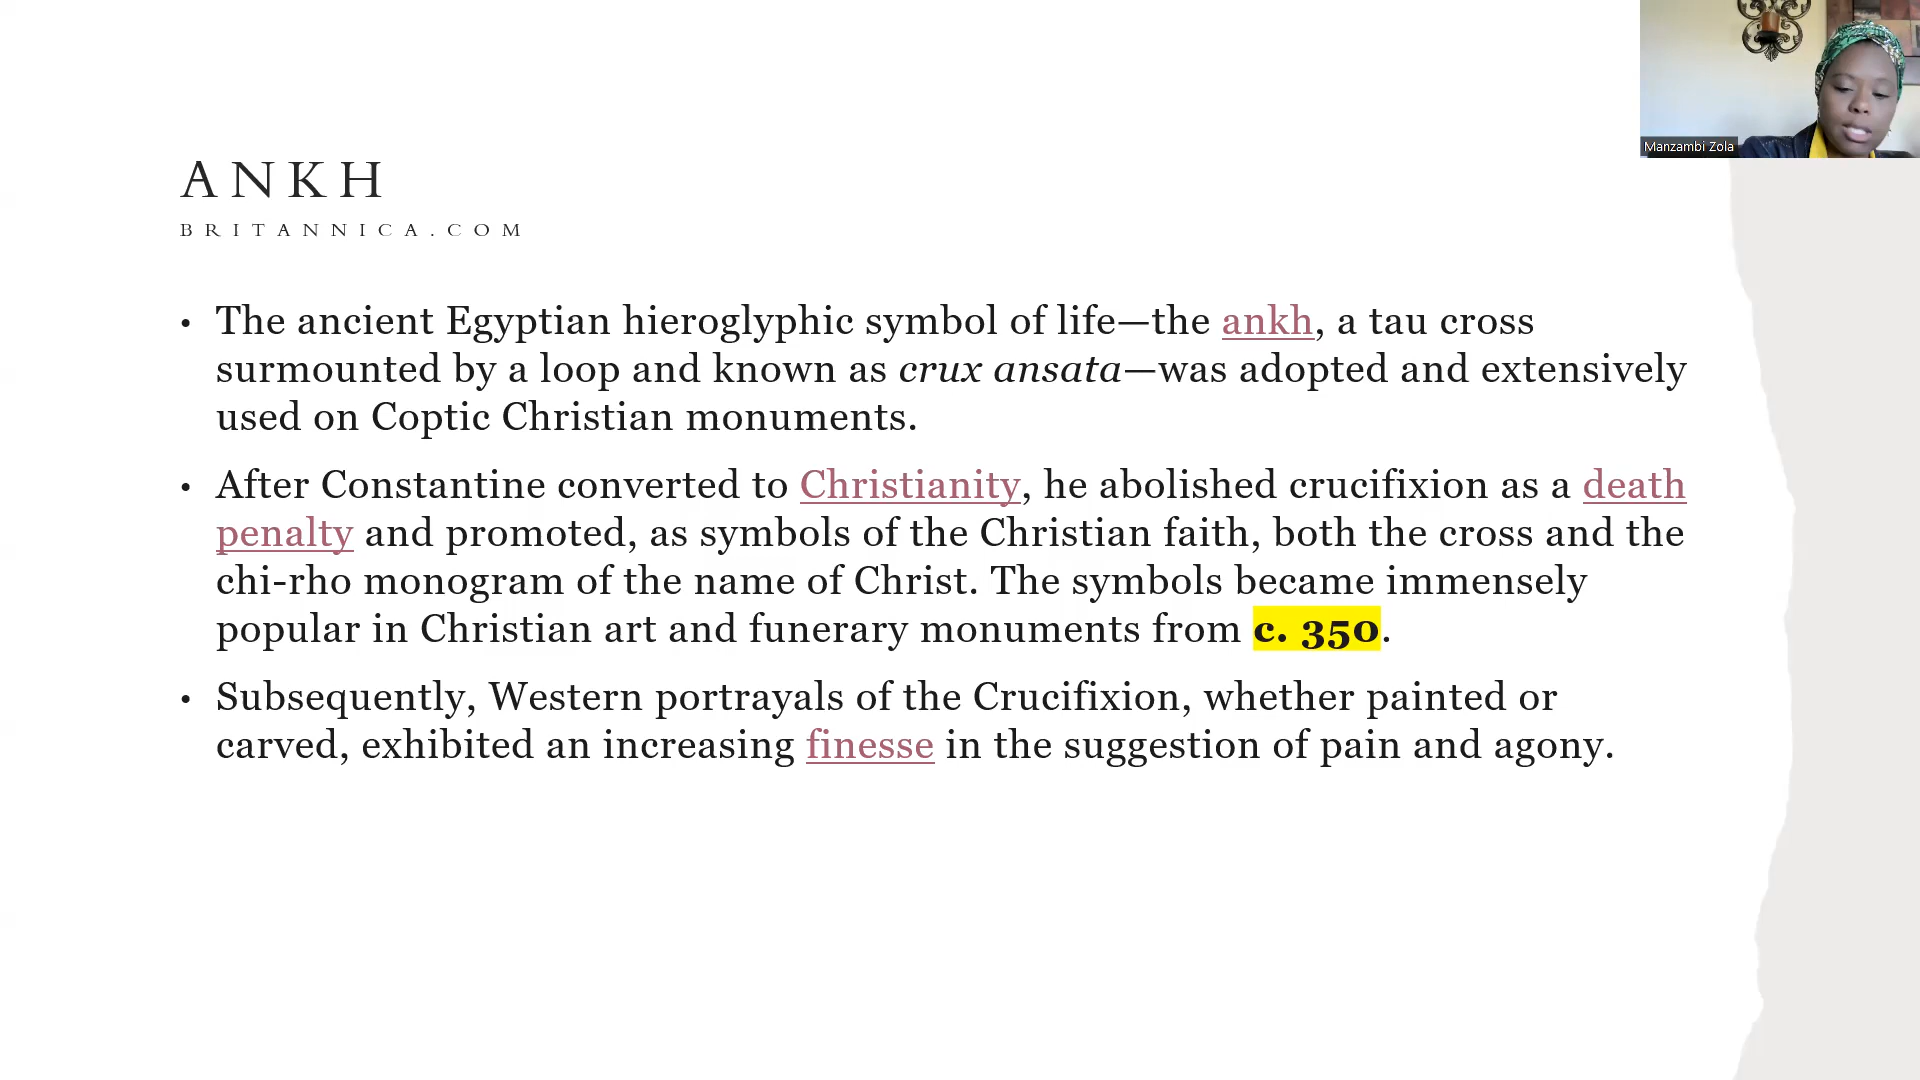 Manzambi Zola
ANKH
BRITANNICA.COM
• The ancient Egyptian hieroglyphic symbol of life—the ankh, a tau cross
surmounted by a loop and known as crux ansata—was adopted and extensively
used on Coptic Christian monuments.
• After Constantine converted to Christianity, he abolished crucifixion as a death
penalty and promoted, as symbols of the Christian faith, both the cross and the
chi-rho monogram of the name of Christ. The symbols became immensely
popular in Christian art and funerary monuments from c. 350.
• Subsequently, Western portrayals of the Crucifixion, whether painted or
carved, exhibited an increasing finesse in the suggestion of pain and agony.